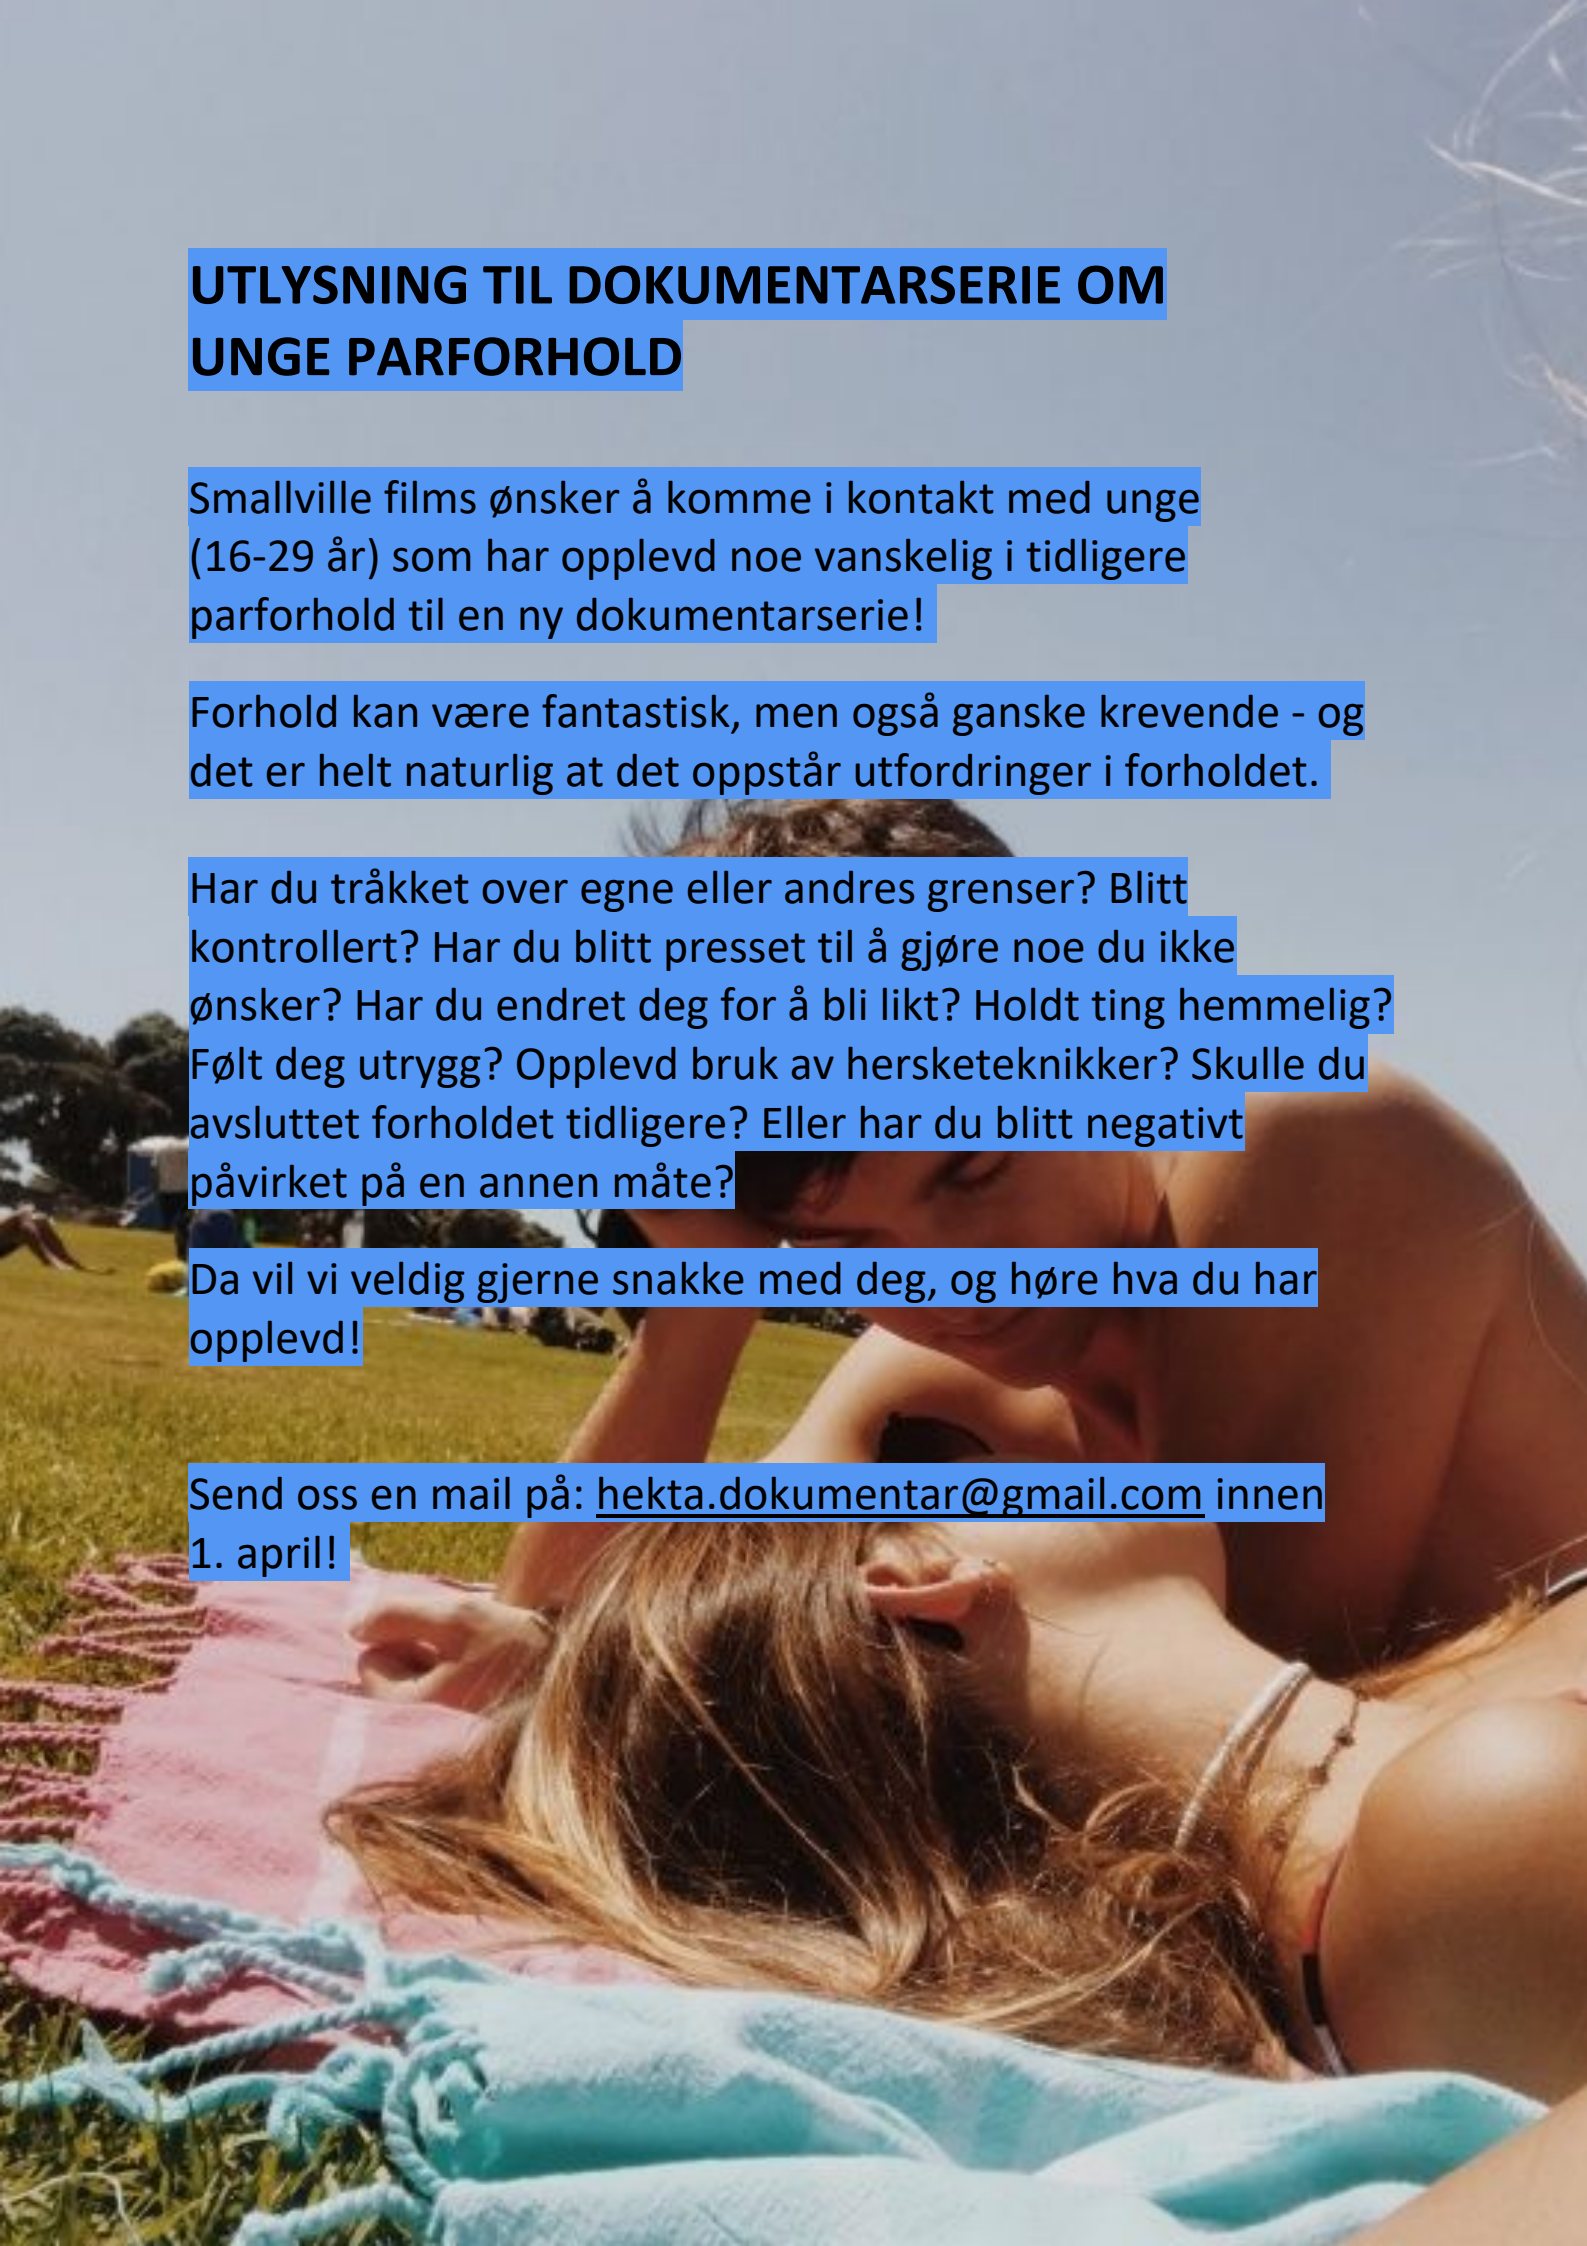 UTLYSNING TIL DOKUMENTARSERIE OM
UNGE PARFORHOLD
Smallville films ønsker å komme i kontakt med unge
(16-29 år) som har opplevd noe vanskelig i tidligere
parforhold til en ny dokumentarserie!
Forhold kan være fantastisk, men også ganske krevende - og
det er helt naturlig at det oppstår utfordringer i forholdet.
Har du tråkket over egne eller andres grenser? Blitt
kontrollert? Har du blitt presset til å gjøre noe du ikke
ønsker? Har du endret deg for å bli likt? Holdt ting hemmelig?
Følt deg utrygg? Opplevd bruk av hersketeknikker? Skulle du
avsluttet forholdet tidligere? Eller har du blitt negativt
påvirket på en annen måte?
Da vil vi veldig gjerne snakke med deg, og høre hva du har
opplevd!
Send oss en mail på: hekta.dokumentar@gmail.com innen
1. april!